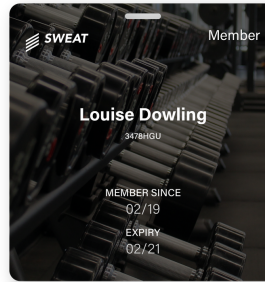 SWEAT
Member
Louise Dowling
3478HGU
MEMBER SINCE
02/19
EXPIRY
02/21